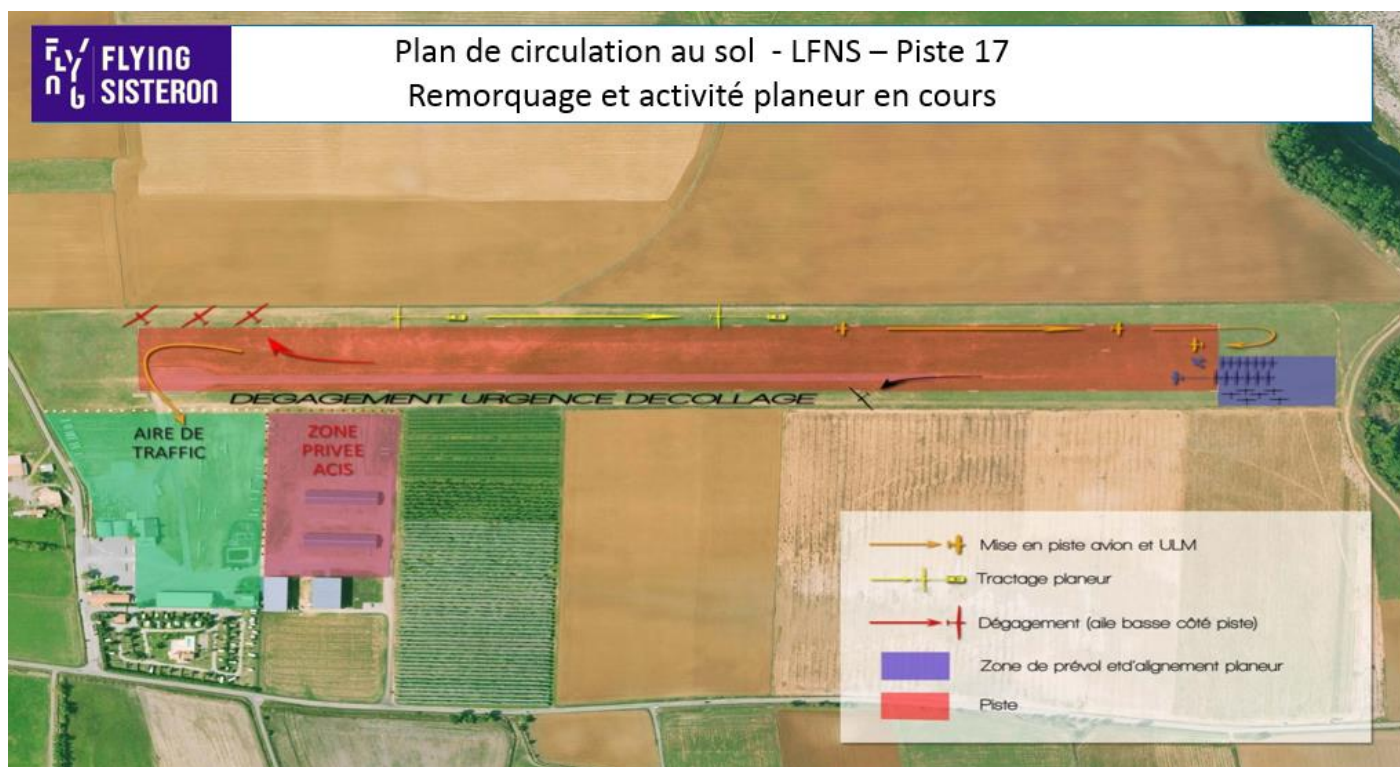 FLYING
SISTERON
Plan de circulation au sol - LFNS – Piste 17
Remorquage et activité planeur en cours
DEGAGEMENT URGENCE DECOLLAGE
AIRE DE
TRAFFIC
ZONE
PRIVEE
ACIS
Mise en piste avion et ULM
Tractage planeur
Dégagement (aile basse côté piste)
Zone de prévol etd'alignement planeur
Piste